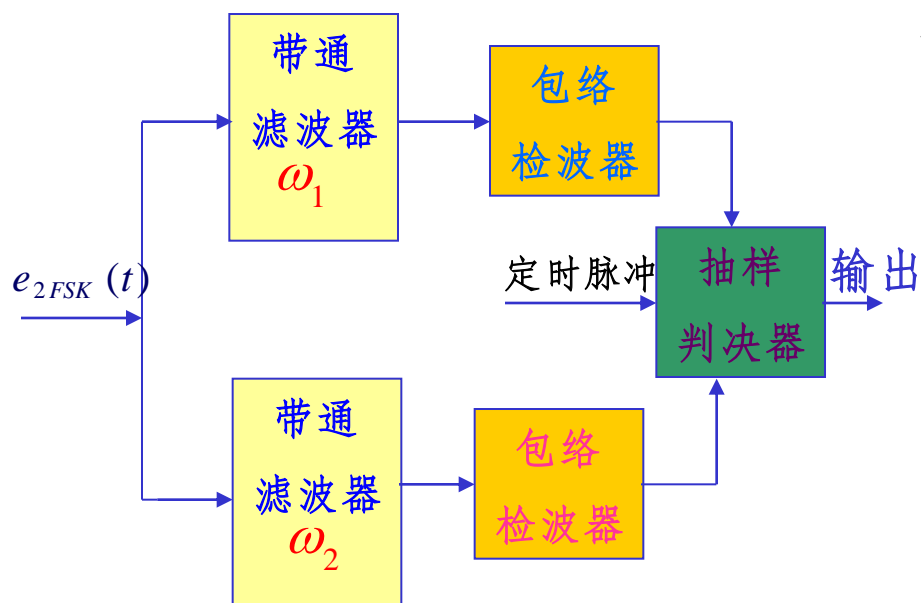 带通
滤波器
ω₁
包络
检波器
e₂FSK (t)
定时脉冲
抽样
判决器
输出
带通
滤波器
ω₂
包络
检波器